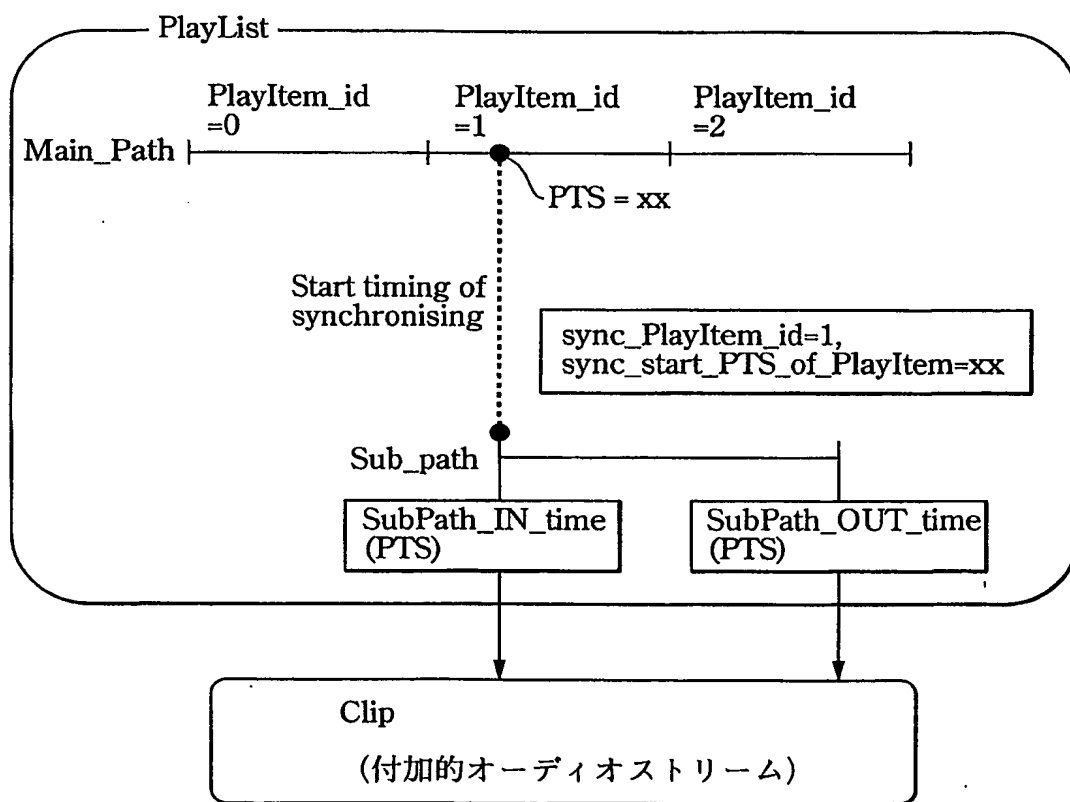 PlayList
PlayItem_id
=0
PlayItem_id
=1
PlayItem_id
=2
Main_Path
PTS = xx
Start timing of
synchronising
sync_PlayItem_id=1,
sync_start_PTS_of_PlayItem=xx
Sub_path
SubPath_IN_time
(PTS)
SubPath_OUT_time
(PTS)
Clip
(付加的オーディオストリーム)